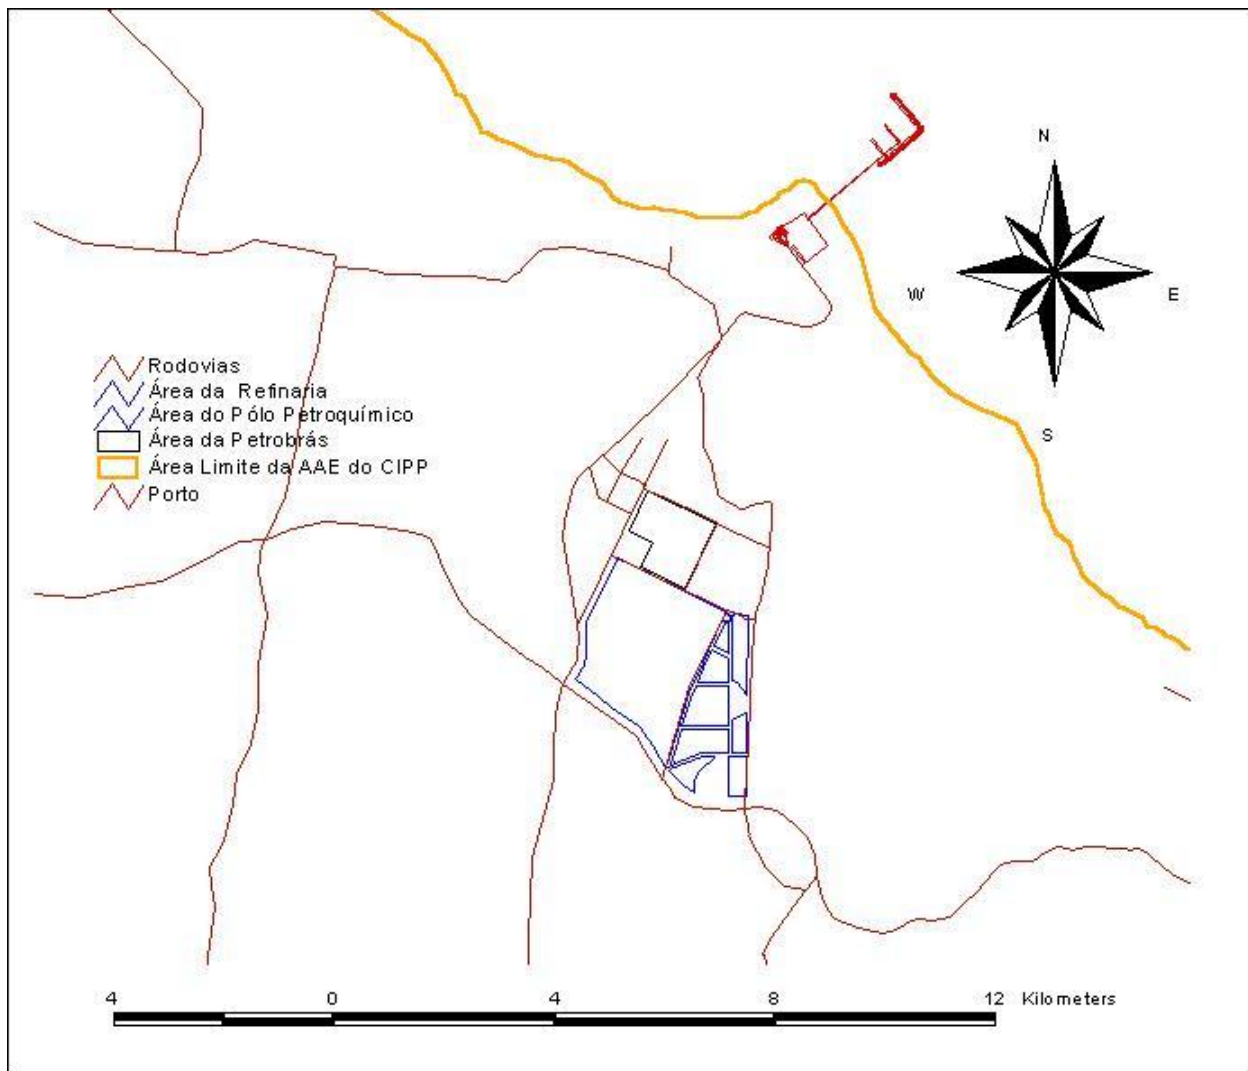 N
W
E
S
Rodovias
Área da Refinaria
Área do Pólo Petroquímico
Área da Petrobrás
Área Limite da AAE do CIPP
Porto
4 0 4 8 12 Kilometers